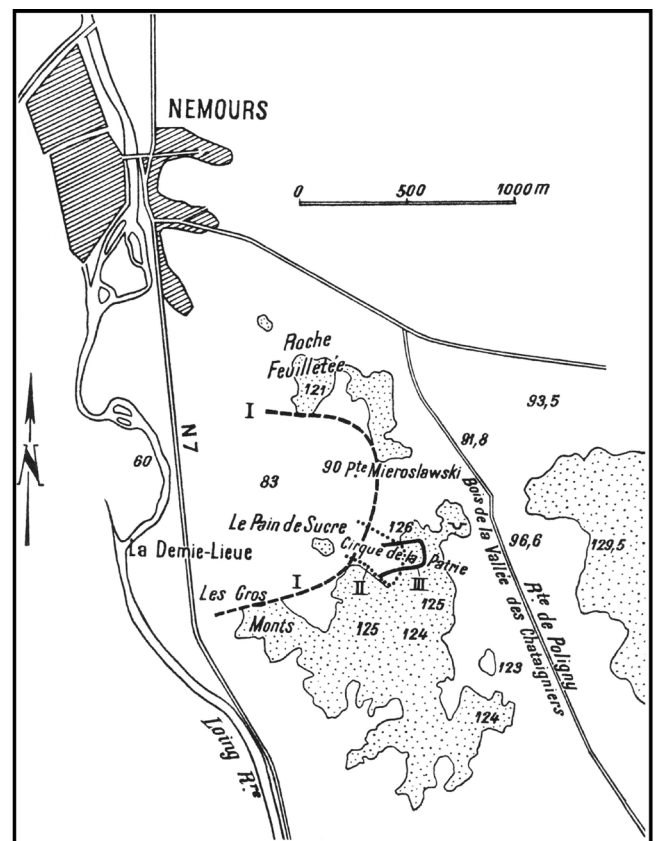 NEMOURS
0 500 1000 m
Roche
Feuilletée
121
I
93,5
91,8
N 7
60
83
90 Pte Mieroslawski
N
Le Pain de Sucre
126
96,6
129,5
La Demie-Lieue
Cirque de la Patrie
Bois de la Vallée des Chataigniers
Rte de Poligny
I
II
III
Les Gros
Monts
125
125
124
123
124
Loing Rre